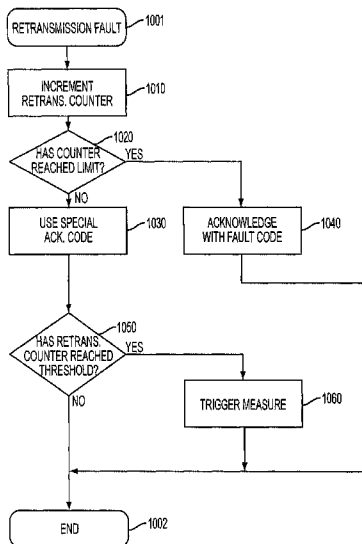 RETRANSMISSION FAULT
1001
INCREMENT
RETRANS. COUNTER
1010
1020
HAS COUNTER
REACHED LIMIT?
YES
NO
USE SPECIAL
ACK. CODE
1030
ACKNOWLEDGE
WITH FAULT CODE
1040
1050
HAS RETRANS.
COUNTER REACHED
THRESHOLD?
YES
NO
TRIGGER MEASURE
1060
END
1002